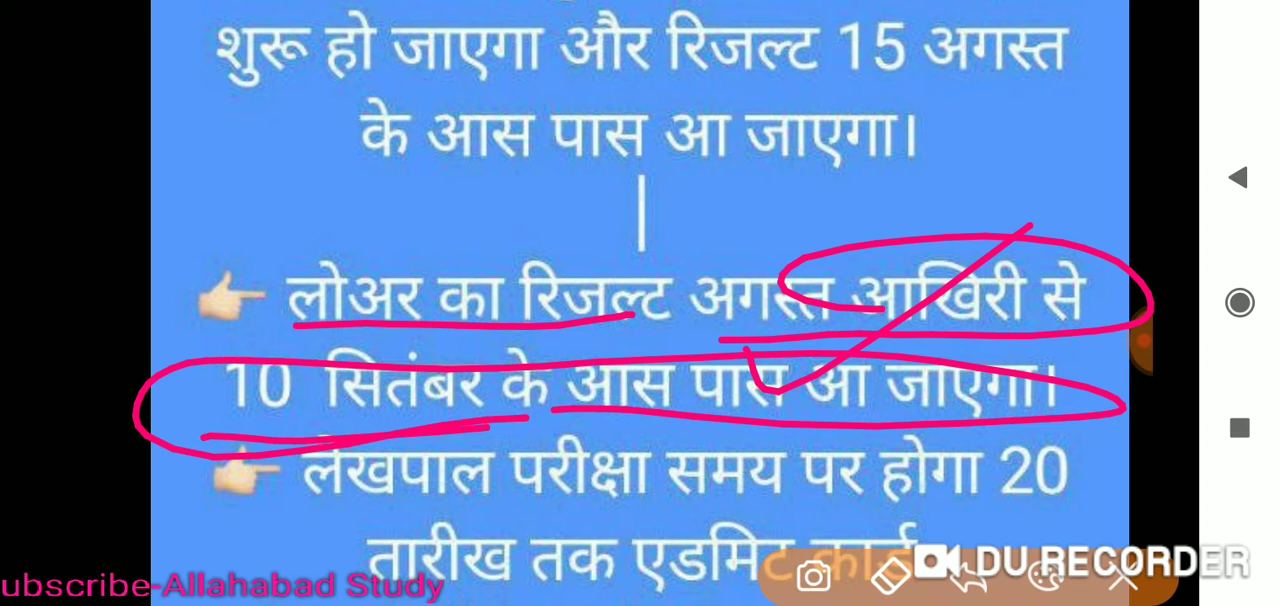 शुरू हो जाएगा और रिजल्ट 15 अगस्त
के आस पास आ जाएगा।
|
👉 लोअर का रिजल्ट अगस्त आखिरी से
10 सितंबर के आस पास आ जाएगा।
👉 लेखपाल परीक्षा समय पर होगा 20
तारीख तक एडमिट कार्ड
ubscribe-Allahabad Study
DU RECORDER